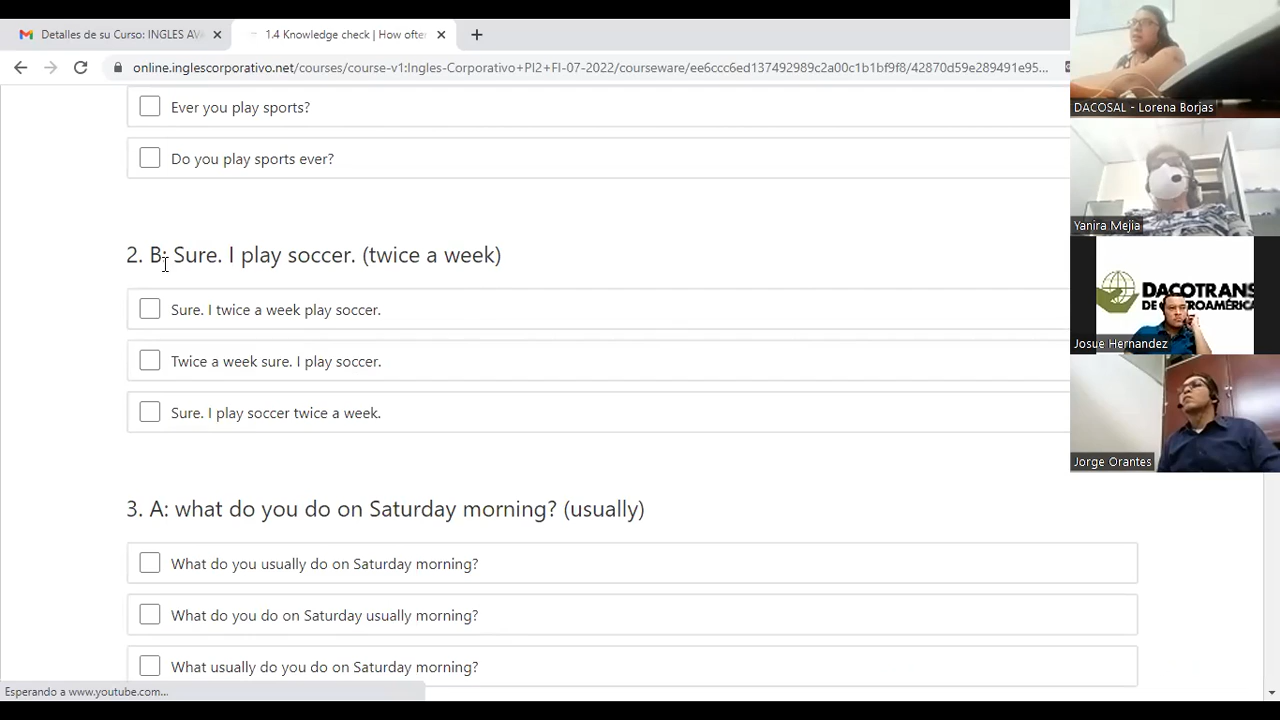 Detalles de su Curso: INGLES AV
1.4 Knowledge check | How ofte
online.inglescorporativo.net/courses/course-v1:Ingles-Corporativo+PI2+FI-07-2022/courseware/ee6ccc6ed137492989c2a00c1b1bf9f8/42870d59e289491e95...
Ever you play sports?
Do you play sports ever?
2. B: Sure. I play soccer. (twice a week)
Sure. I twice a week play soccer.
Twice a week sure. I play soccer.
Sure. I play soccer twice a week.
3. A: what do you do on Saturday morning? (usually)
What do you usually do on Saturday morning?
What do you do on Saturday usually morning?
What usually do you do on Saturday morning?
Esperando a www.youtube.com...
DACOSAL - Lorena Borjas
Yanira Mejia
DACOTRANS
Josue Hernandez
Jorge Orantes